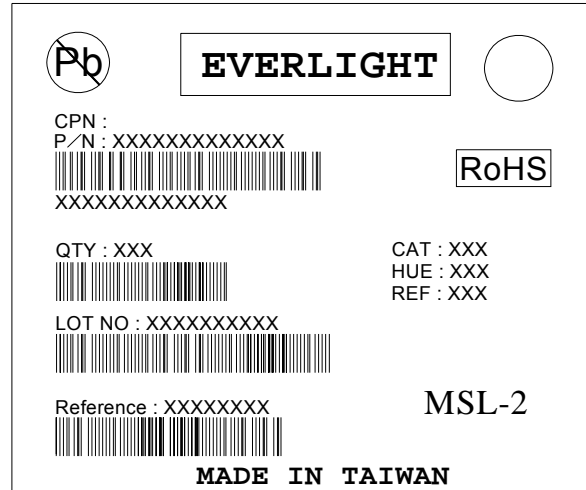 Pb
EVERLIGHT
CPN :
P/N : XXXXXXXXXXXXX
RoHS
XXXXXXXXXXXXX
QTY : XXX
CAT : XXX
HUE : XXX
REF : XXX
LOT NO : XXXXXXXXXX
Reference : XXXXXXXX
MSL-2
MADE IN TAIWAN